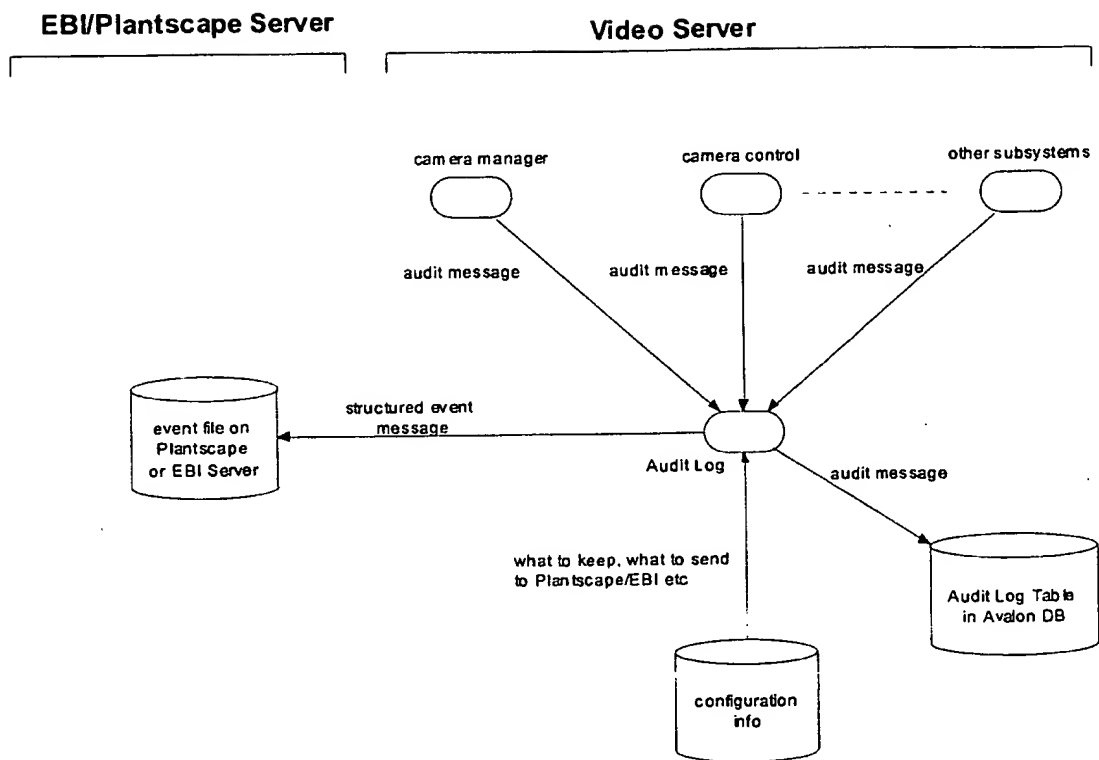 EBI/Plantscape Server
Video Server
camera manager
camera control
other subsystems
audit message
audit message
audit message
structured event
message
event file on
Plantscape
or EBI Server
Audit Log
audit message
what to keep, what to send
to Plantscape/EBI etc
Audit Log Table
in Avalon DB
configuration
info